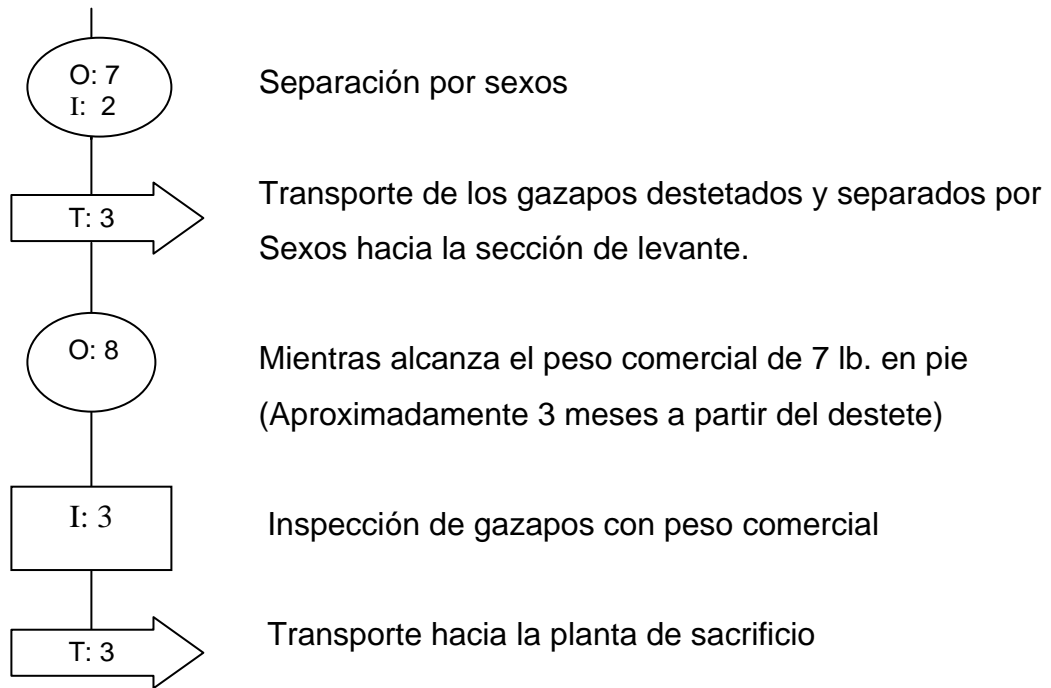 O: 7
I: 2
Separación por sexos
T: 3
Transporte de los gazapos destetados y separados por
Sexos hacia la sección de levante.
O: 8
Mientras alcanza el peso comercial de 7 lb. en pie
(Aproximadamente 3 meses a partir del destete)
I: 3
Inspección de gazapos con peso comercial
T: 3
Transporte hacia la planta de sacrificio